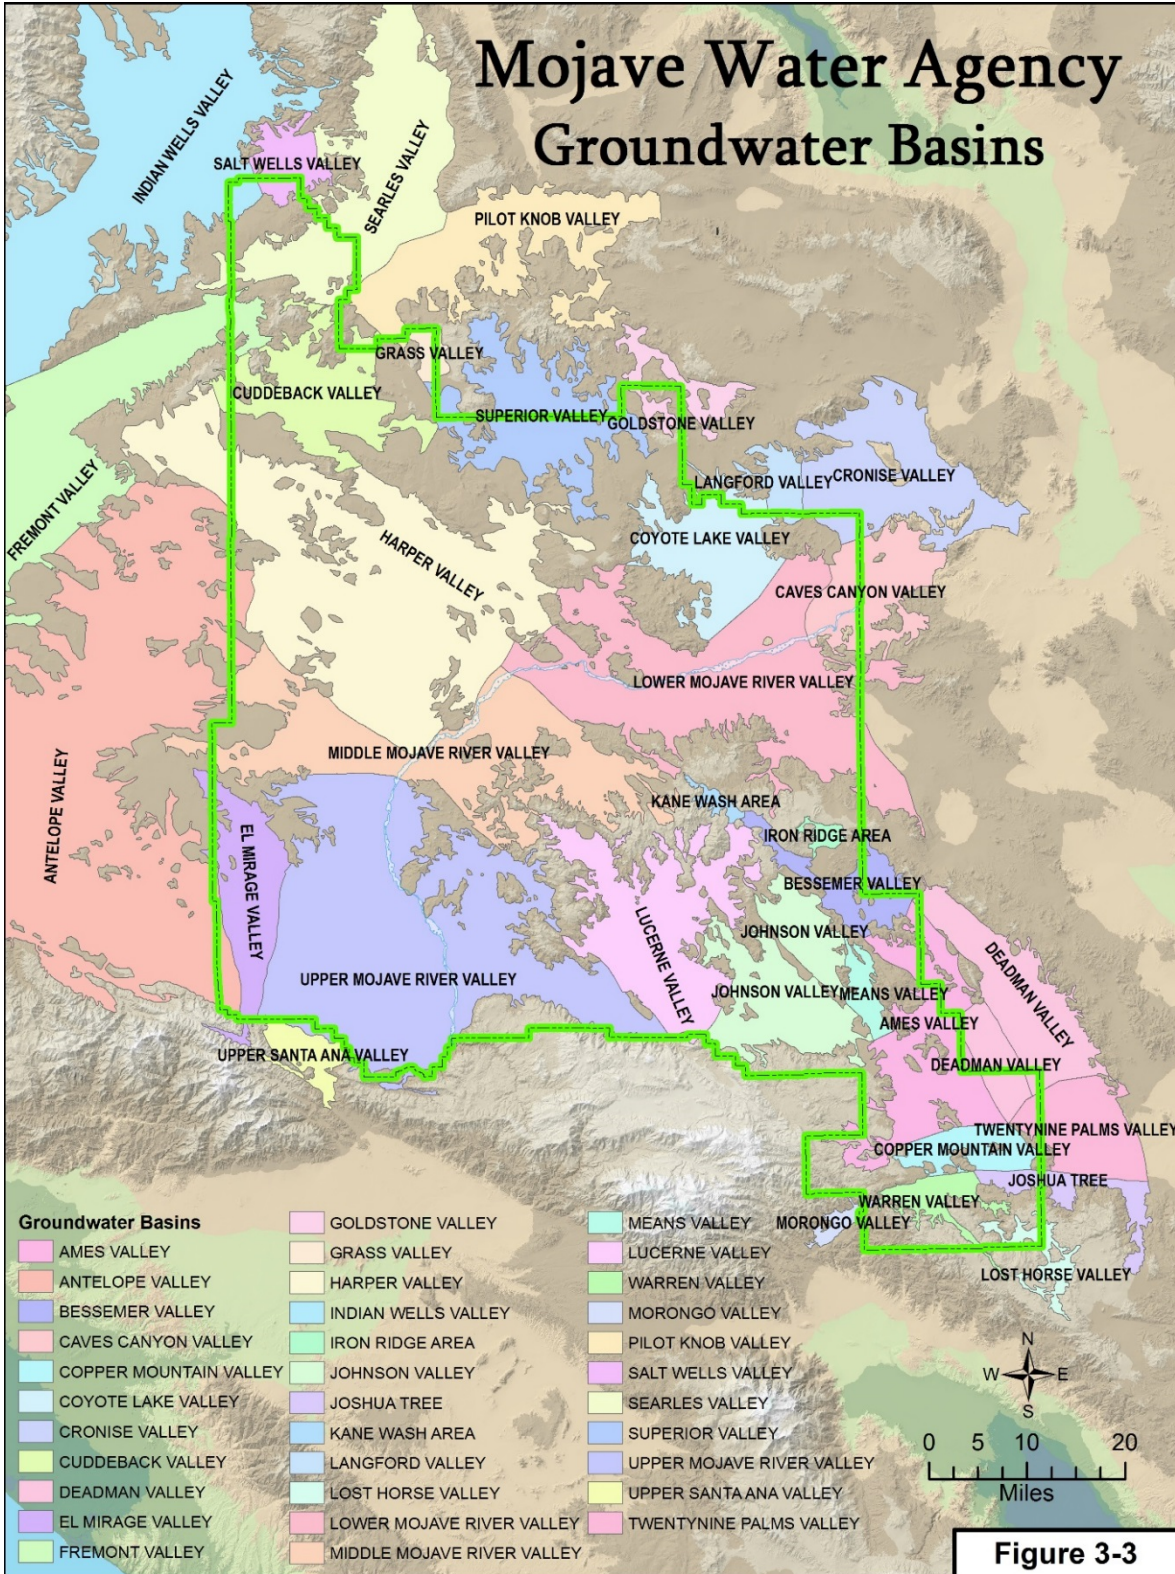 Mojave Water Agency
Groundwater Basins
INDIAN WELLS VALLEY
SALT WELLS VALLEY
SEARLES VALLEY
PILOT KNOB VALLEY
GRASS VALLEY
CUDDEBACK VALLEY
SUPERIOR VALLEY
GOLDSTONE VALLEY
FREMONT VALLEY
LANGFORD VALLEY
CRONISE VALLEY
HARPER VALLEY
COYOTE LAKE VALLEY
CAVES CANYON VALLEY
LOWER MOJAVE RIVER VALLEY
ANTELOPE VALLEY
MIDDLE MOJAVE RIVER VALLEY
KANE WASH AREA
IRON RIDGE AREA
EL MIRAGE VALLEY
BESSEMER VALLEY
LUCERNE VALLEY
JOHNSON VALLEY
UPPER MOJAVE RIVER VALLEY
JOHNSON VALLEY
MEANS VALLEY
DEADMAN VALLEY
AMES VALLEY
UPPER SANTA ANA VALLEY
DEADMAN VALLEY
TWENTYNINE PALMS VALLEY
COPPER MOUNTAIN VALLEY
JOSHUA TREE
WARREN VALLEY
MORONGO VALLEY
LOST HORSE VALLEY
Groundwater Basins
AMES VALLEY
ANTELOPE VALLEY
BESSEMER VALLEY
CAVES CANYON VALLEY
COPPER MOUNTAIN VALLEY
COYOTE LAKE VALLEY
CRONISE VALLEY
CUDDEBACK VALLEY
DEADMAN VALLEY
EL MIRAGE VALLEY
FREMONT VALLEY
GOLDSTONE VALLEY
GRASS VALLEY
HARPER VALLEY
INDIAN WELLS VALLEY
IRON RIDGE AREA
JOHNSON VALLEY
JOSHUA TREE
KANE WASH AREA
LANGFORD VALLEY
LOST HORSE VALLEY
LOWER MOJAVE RIVER VALLEY
MIDDLE MOJAVE RIVER VALLEY
MEANS VALLEY
LUCERNE VALLEY
WARREN VALLEY
MORONGO VALLEY
PILOT KNOB VALLEY
SALT WELLS VALLEY
SEARLES VALLEY
SUPERIOR VALLEY
UPPER MOJAVE RIVER VALLEY
UPPER SANTA ANA VALLEY
TWENTYNINE PALMS VALLEY
N
W E
S
0 5 10 20
Miles
Figure 3-3